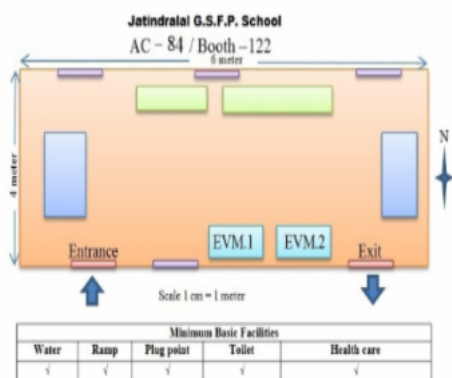 Jatindralal G.S.F.P. School
AC - 84 / Booth -122
6 meter
4 meter
N
EVM.1 EVM.2
Entrance Exit
Scale 1 cm = 1 meter
Minimum Basic Facilities
Water Ramp Plug point Toilet Health care
√ √ √ √ √